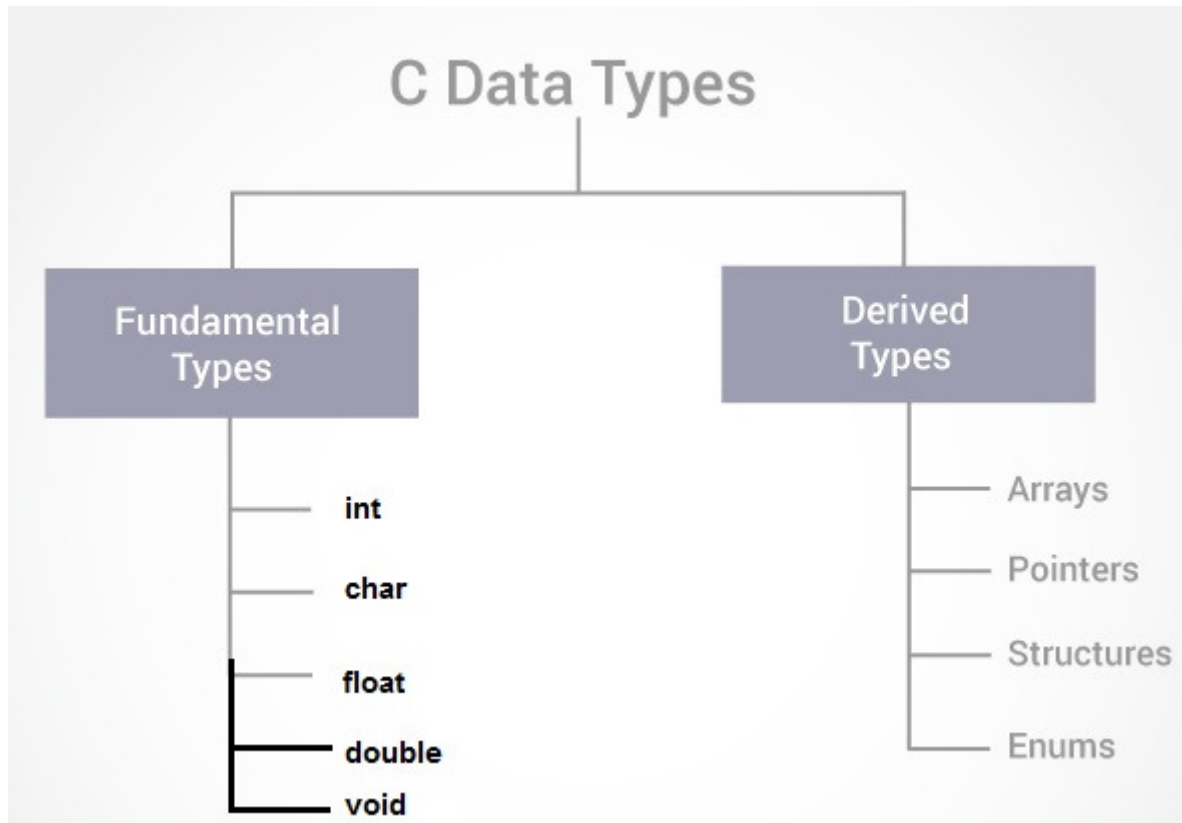 C Data Types
Fundamental
Types
int
char
float
double
void
Derived
Types
Arrays
Pointers
Structures
Enums